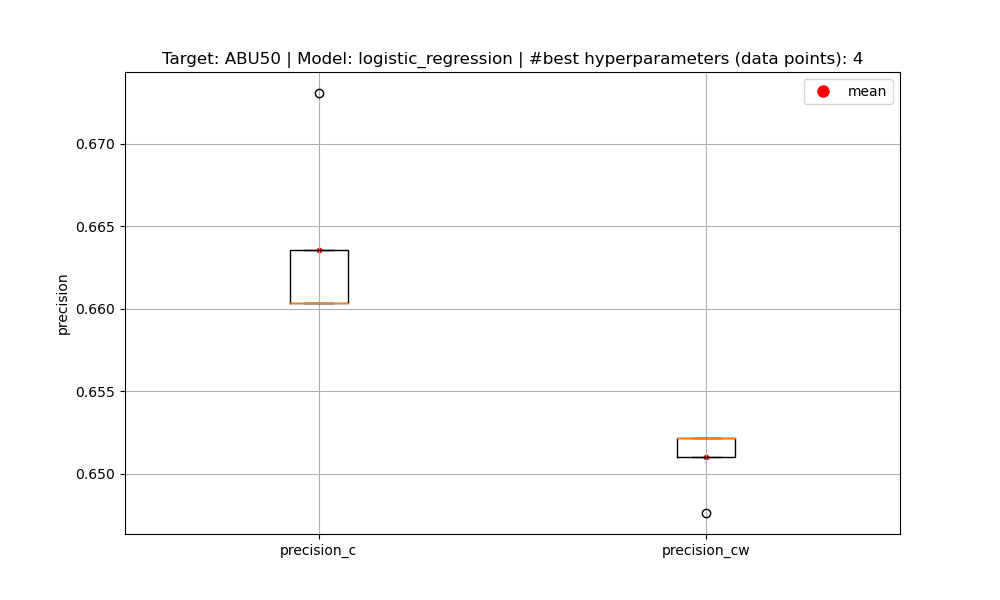 Target: ABU50 | Model: logistic_regression | #best hyperparameters (data points): 4
mean
0.670
0.665
0.660
0.655
0.650
precision
precision_c
precision_cw